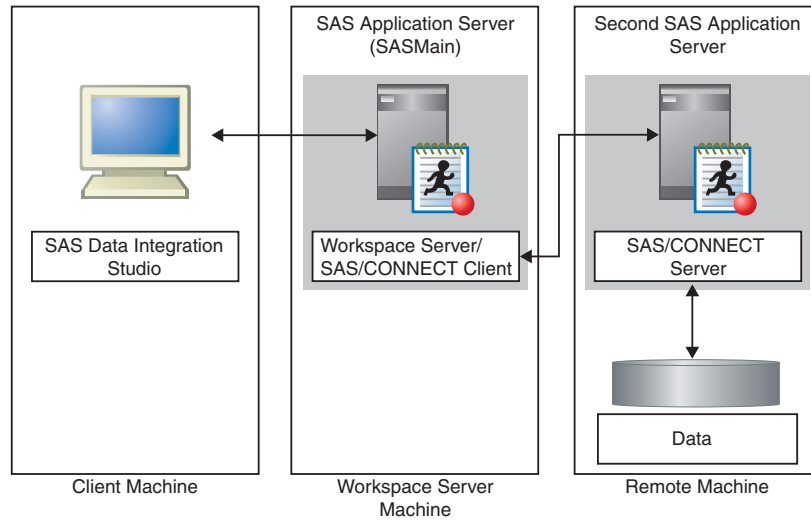 SAS Application Server
(SASMain)
Second SAS Application
Server
SAS Data Integration
Studio
Workspace Server/
SAS/CONNECT Client
SAS/CONNECT
Server
Data
Client Machine
Workspace Server
Machine
Remote Machine